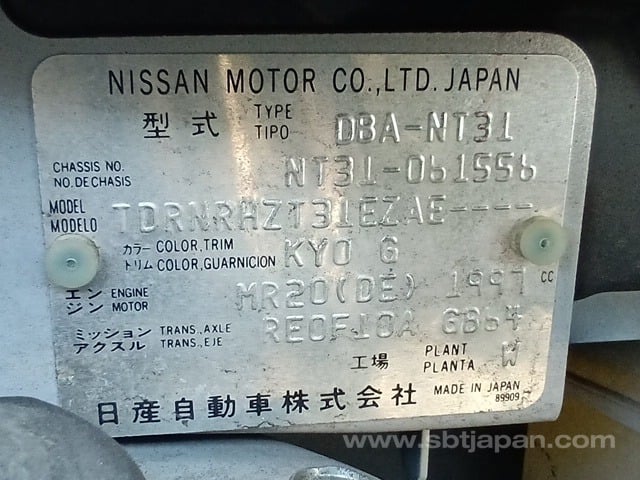 NISSAN MOTOR CO.,LTD. JAPAN
型式 TYPE TIPO DBA-NT31
CHASSIS NO. NO. DE CHASIS NT31-061556
MODEL MODELO TDRNRHZT31EZAE----
カラー COLOR,TRIM トリム COLOR,GUARNICION KY0 G
エンジン ENGINE MOTOR MR20(DE) 1997 cc
ミッション TRANS.,AXLE アクスル TRANS.,EJE RE0F10A GB64
工場 PLANT PLANTA W
日産自動車株式会社 MADE IN JAPAN 89909
www.sbtjapan.com